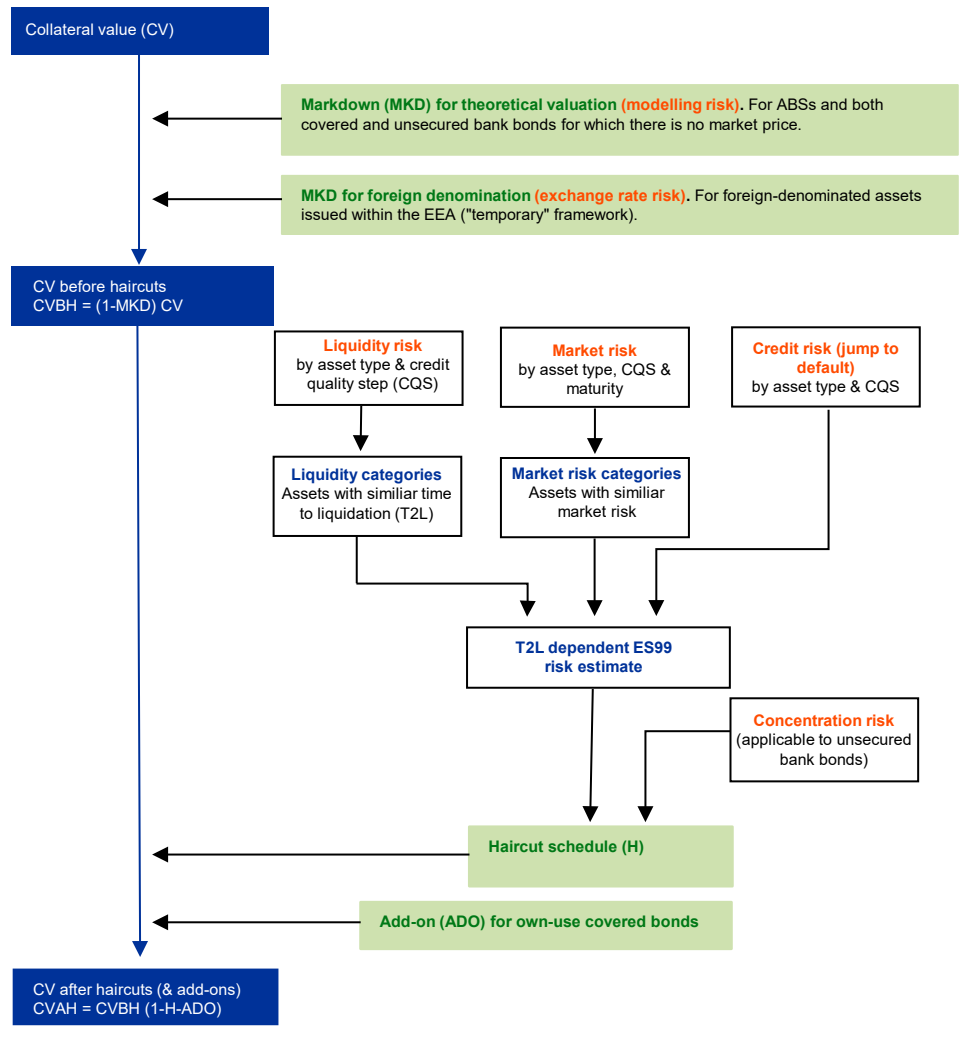 Collateral value (CV)
Markdown (MKD) for theoretical valuation (modelling risk). For ABSs and both
covered and unsecured bank bonds for which there is no market price.
MKD for foreign denomination (exchange rate risk). For foreign-denominated assets
issued within the EEA ("temporary" framework).
CV before haircuts
CVBH = (1-MKD) CV
Liquidity risk
by asset type & credit
quality step (CQS)
Market risk
by asset type, CQS &
maturity
Credit risk (jump to
default)
by asset type & CQS
Liquidity categories
Assets with similiar time
to liquidation (T2L)
Market risk categories
Assets with similiar
market risk
T2L dependent ES99
risk estimate
Concentration risk
(applicable to unsecured
bank bonds)
Haircut schedule (H)
Add-on (ADO) for own-use covered bonds
CV after haircuts (& add-ons)
CVAH = CVBH (1-H-ADO)